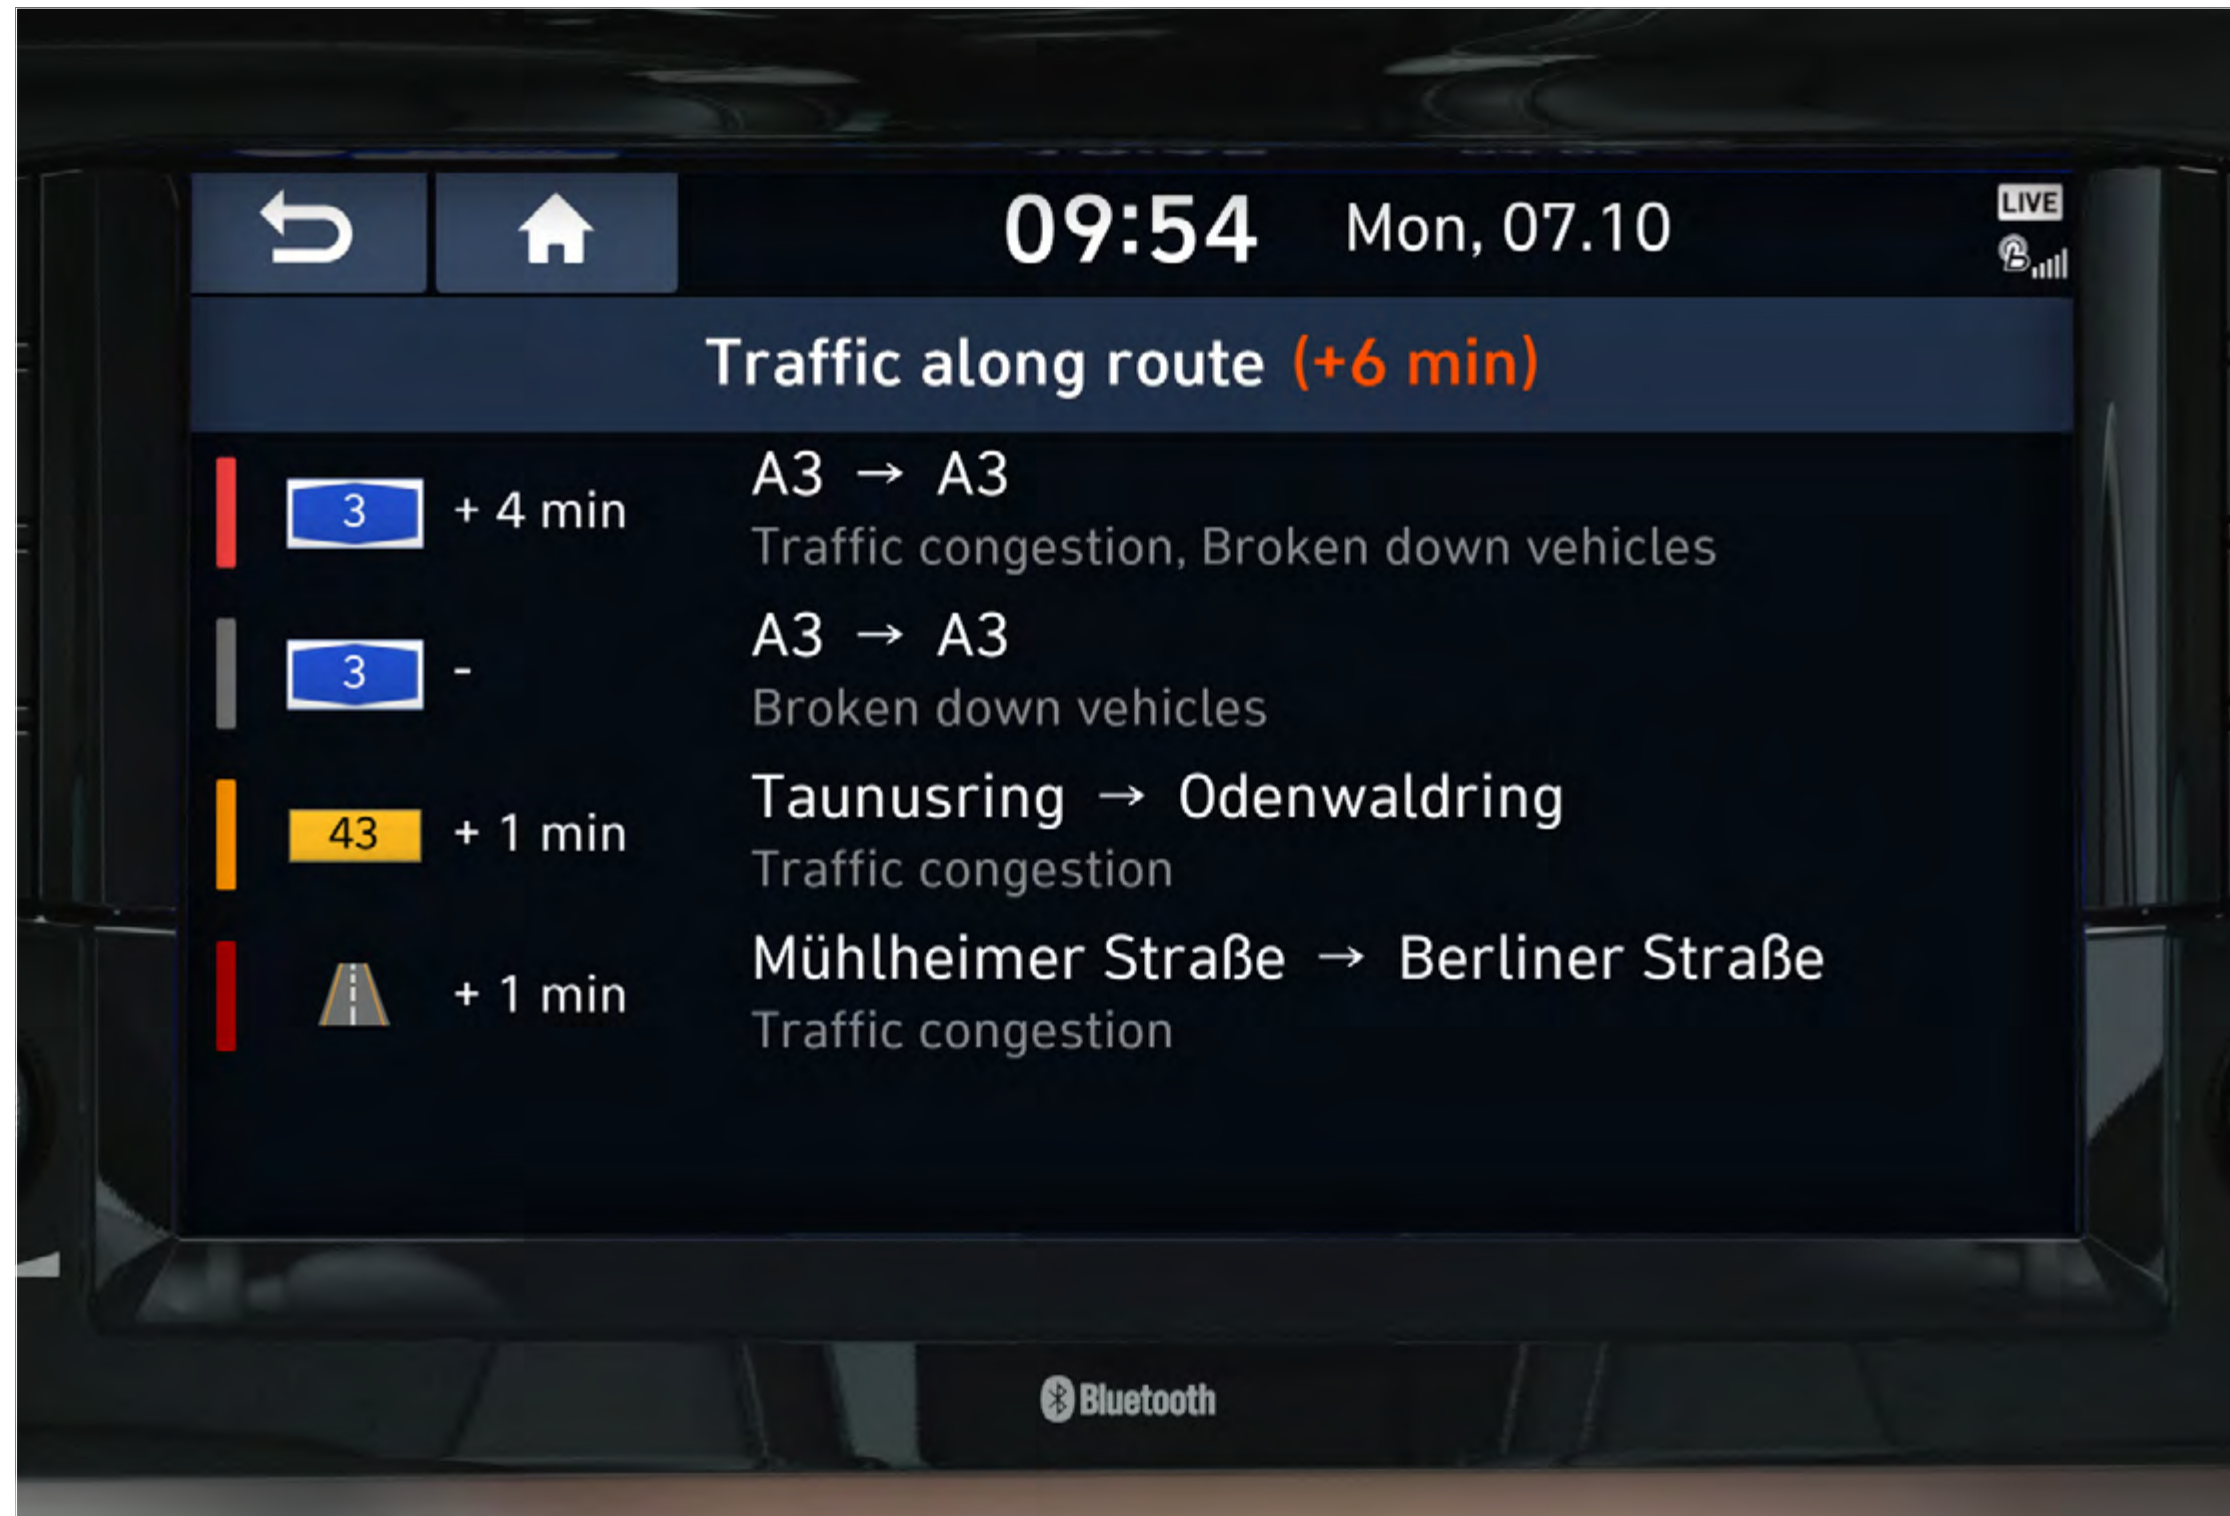 09:54 Mon, 07.10 LIVE
Traffic along route (+6 min)
3 + 4 min A3 → A3
Traffic congestion, Broken down vehicles
3 - A3 → A3
Broken down vehicles
43 + 1 min Taunusring → Odenwaldring
Traffic congestion
+ 1 min Mühlheimer Straße → Berliner Straße
Traffic congestion
Bluetooth